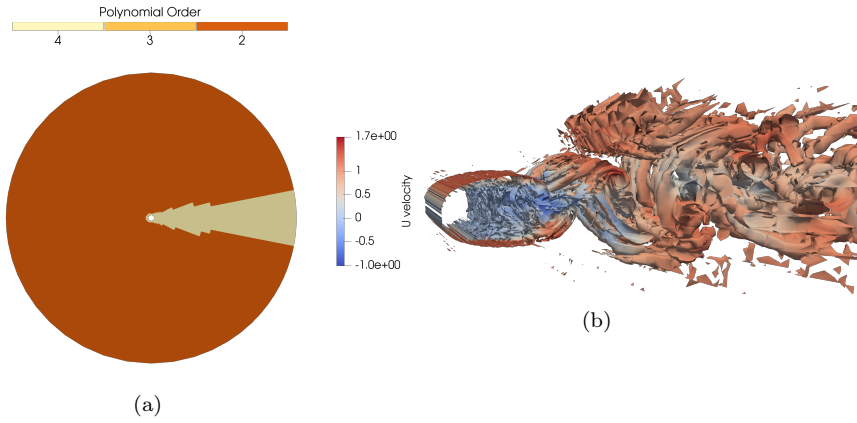 Polynomial Order
4 3 2
1.7e+00
1
0.5
0
-0.5
-1.0e+00
U velocity
(a)
(b)